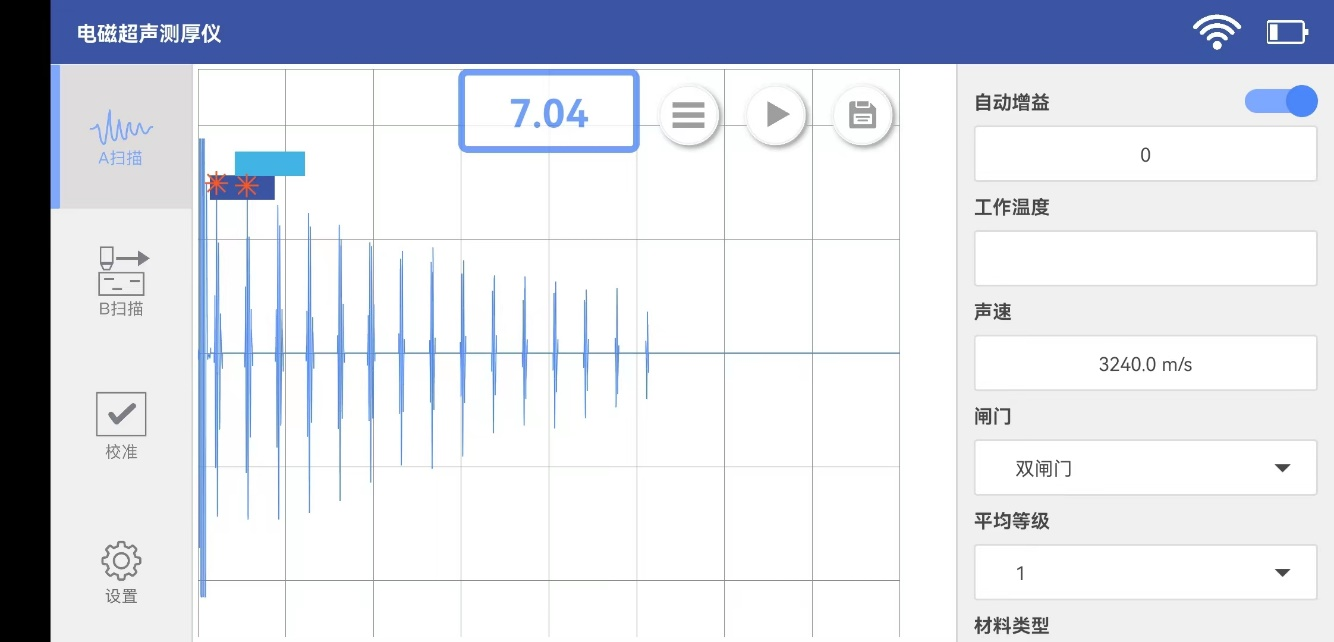 电磁超声测厚仪
A扫描
B扫描
校准
设置
7.04
自动增益
0
工作温度
声速
3240.0 m/s
闸门
双闸门
平均等级
1
材料类型